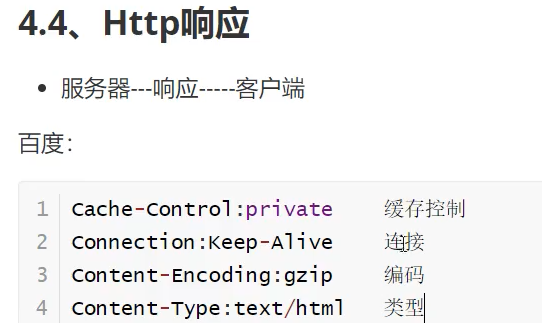 4.4、Http响应
• 服务器---响应-----客户端
百度：
1 Cache-Control:private 缓存控制
2 Connection:Keep-Alive 连接
3 Content-Encoding:gzip 编码
4 Content-Type:text/html 类型